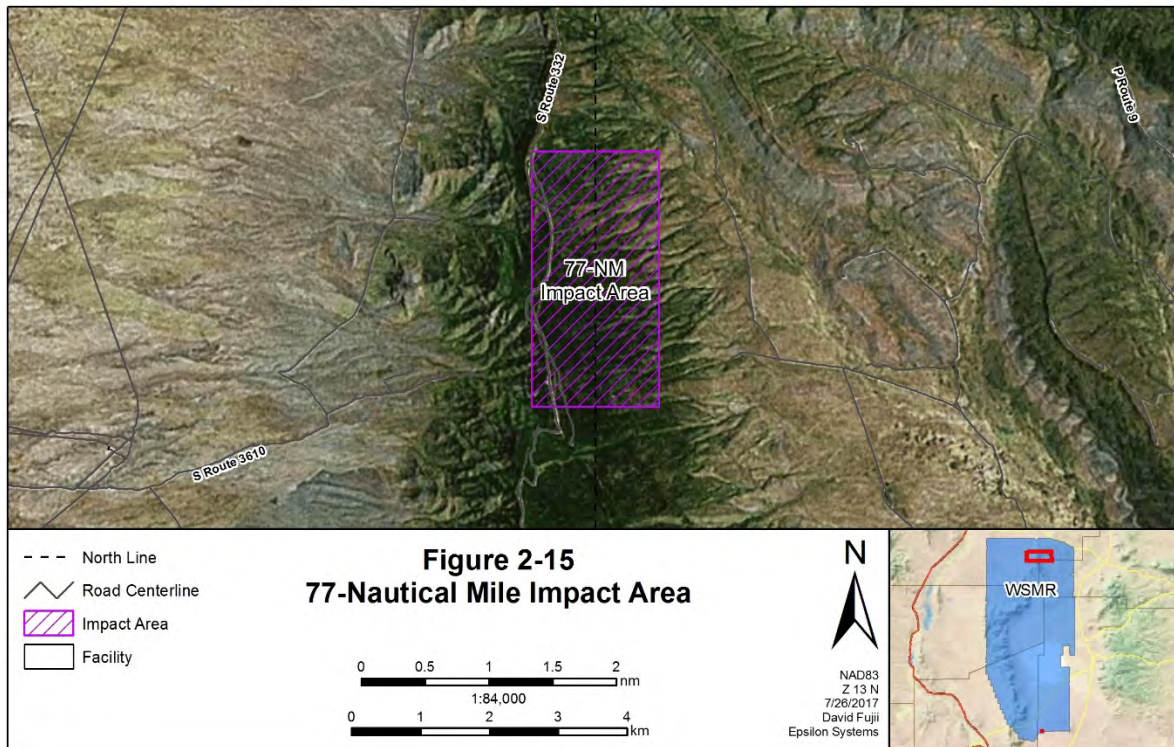 S Route 332
P Route 9
77-NM
Impact Area
S Route 3610
North Line
Road Centerline
Impact Area
Facility
Figure 2-15
77-Nautical Mile Impact Area
0 0.5 1 1.5 2
nm
1:84,000
0 1 2 3 4
km
N
NAD83
Z 13 N
7/26/2017
David Fujii
Epsilon Systems
WSMR